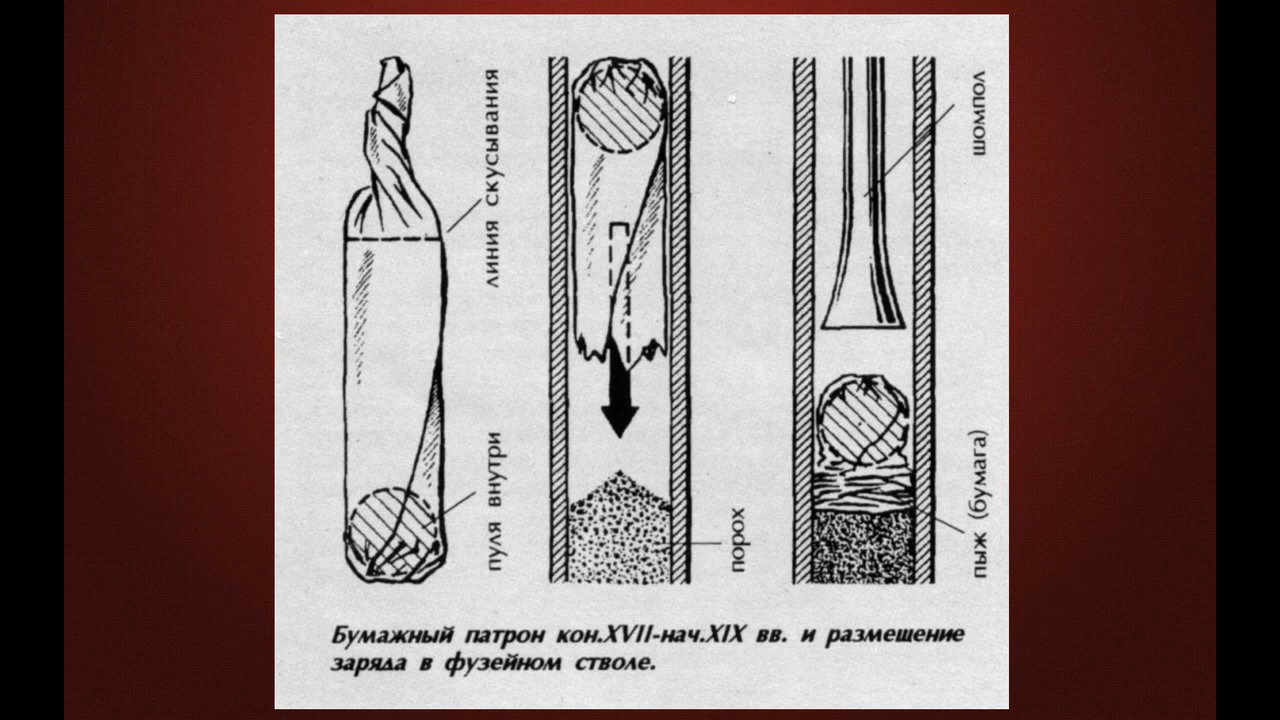 линия скусывания
пуля внутри
порох
шомпол
пыж (бумага)
Бумажный патрон кон.XVII-нач.XIX вв. и размещение
заряда в фузейном стволе.